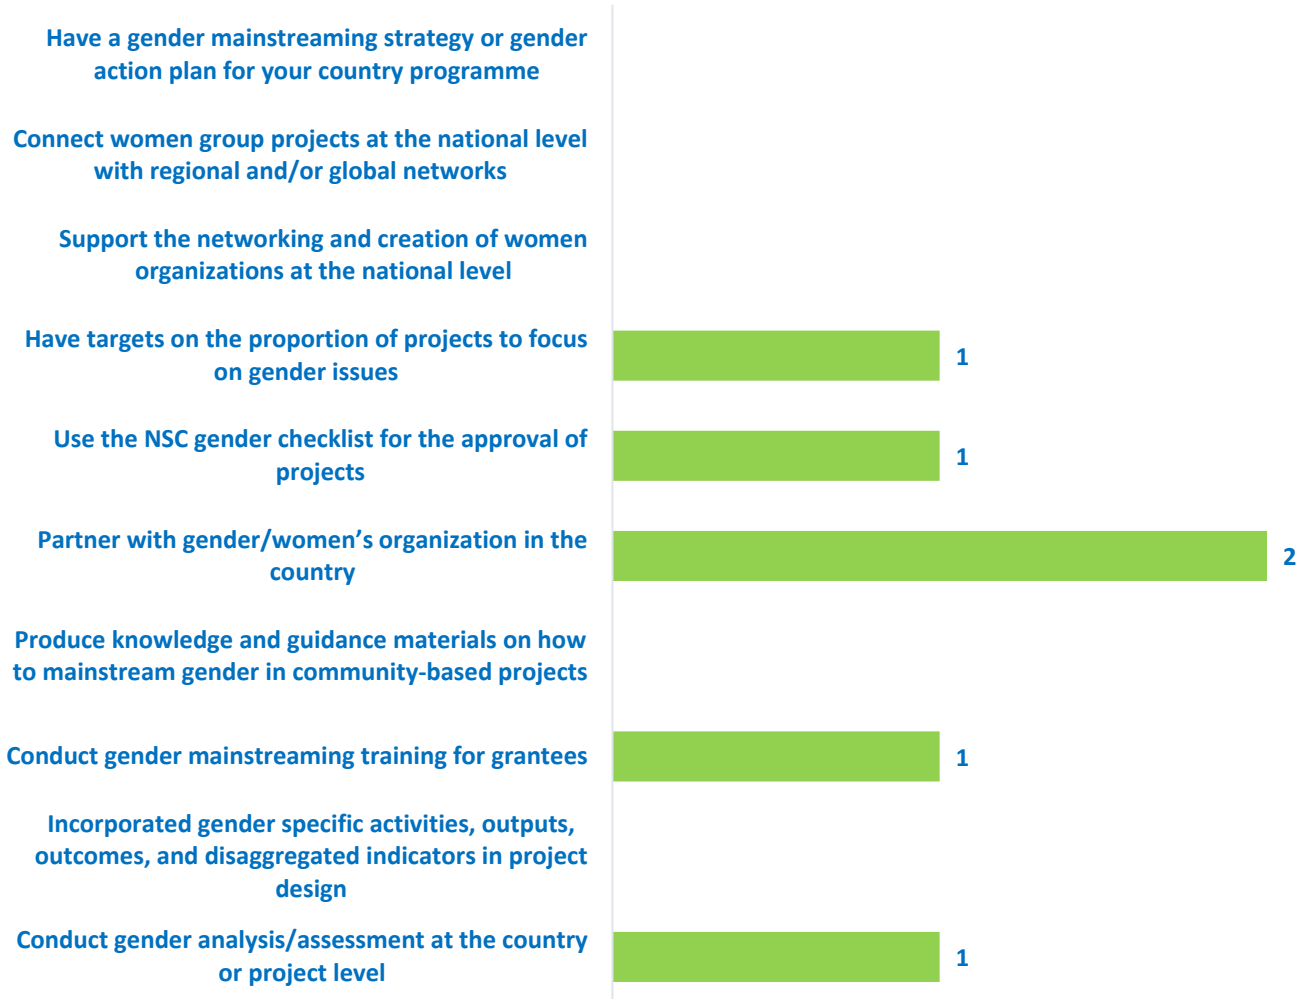 Have a gender mainstreaming strategy or gender
action plan for your country programme
Connect women group projects at the national level
with regional and/or global networks
Support the networking and creation of women
organizations at the national level
Have targets on the proportion of projects to focus
on gender issues
1
Use the NSC gender checklist for the approval of
projects
1
Partner with gender/women’s organization in the
country
2
Produce knowledge and guidance materials on how
to mainstream gender in community-based projects
Conduct gender mainstreaming training for grantees
1
Incorporated gender specific activities, outputs,
outcomes, and disaggregated indicators in project
design
Conduct gender analysis/assessment at the country
or project level
1